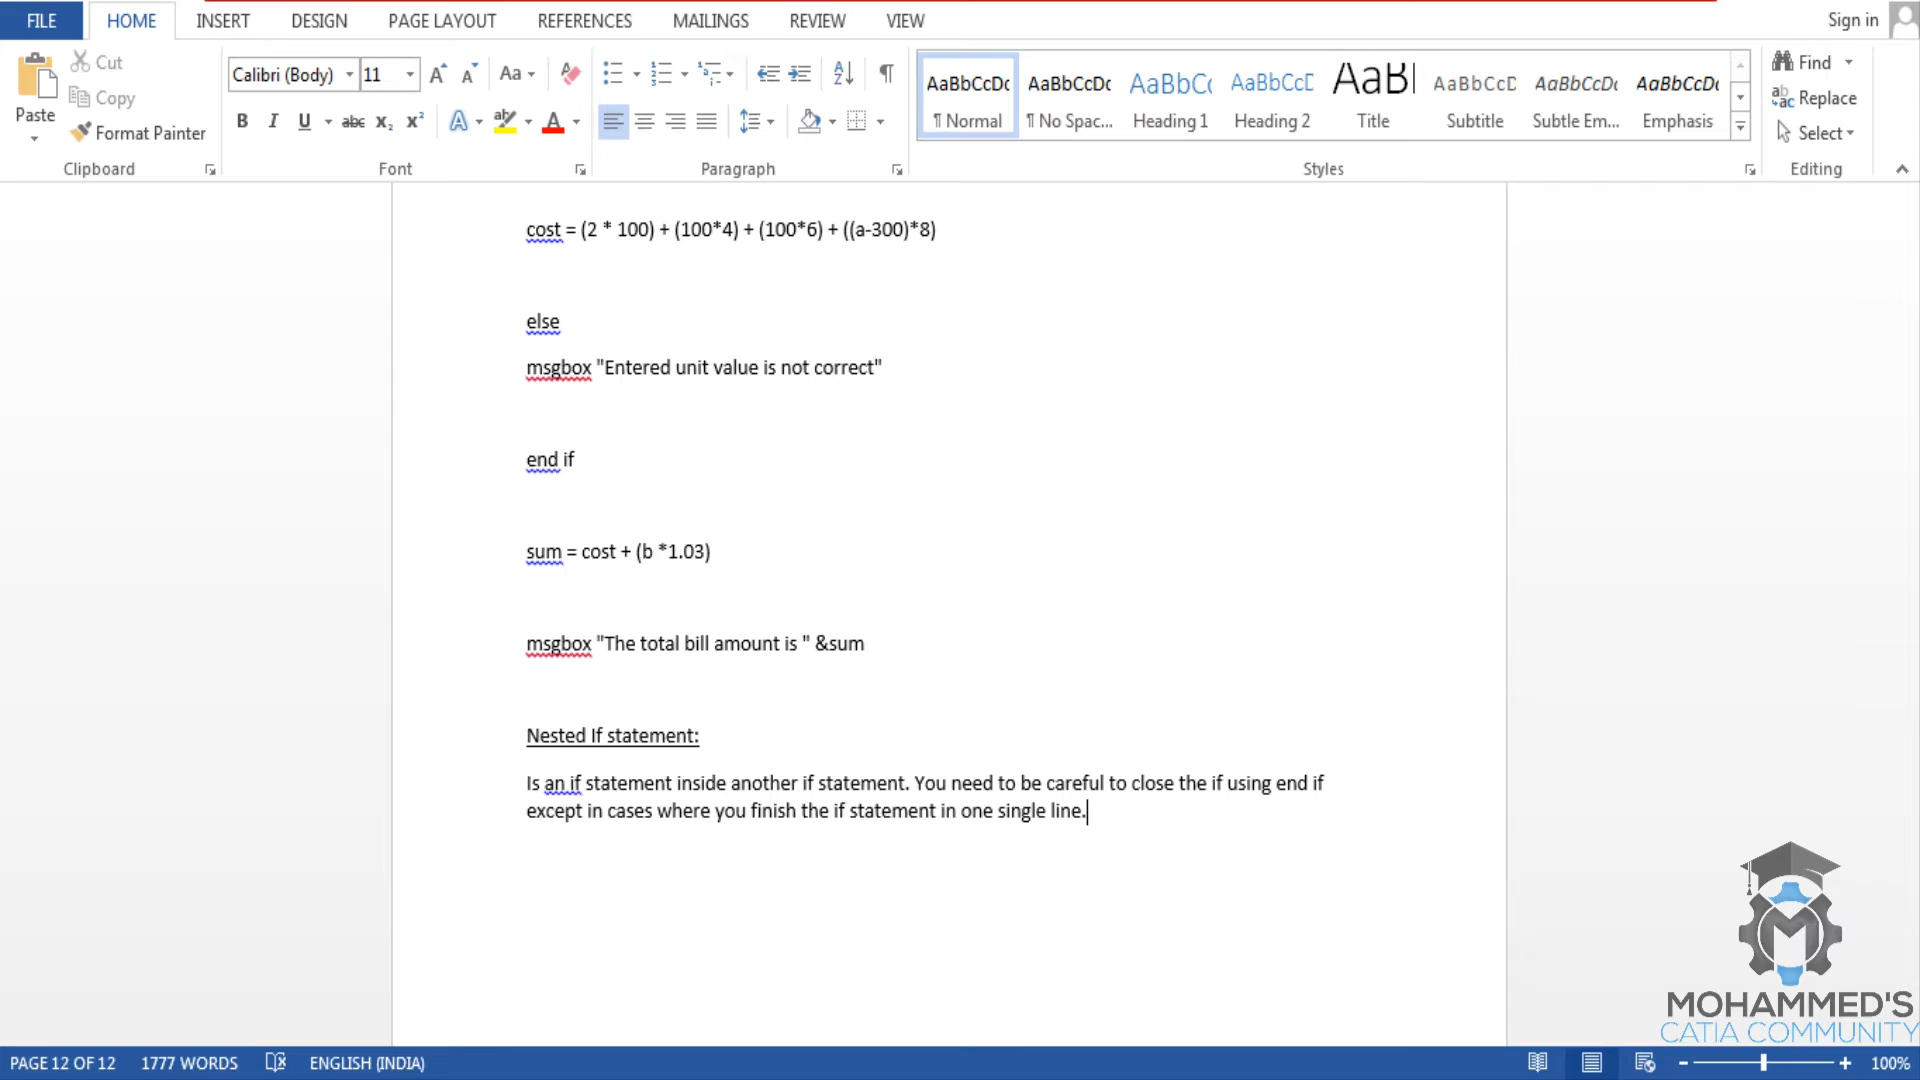 FILE HOME INSERT DESIGN PAGE LAYOUT REFERENCES MAILINGS REVIEW VIEW Sign in
Paste
Cut
Copy
Format Painter
Clipboard
Calibri (Body) 11
Font
Paragraph
AaBbCcDc AaBbCcDc AaBbCc AaBbCcD AaB AaBbCcD AaBbCcDc AaBbCcDc
¶ Normal ¶ No Spac... Heading 1 Heading 2 Title Subtitle Subtle Em... Emphasis
Styles
Find
Replace
Select
Editing
cost = (2 * 100) + (100*4) + (100*6) + ((a-300)*8)
else
msgbox "Entered unit value is not correct"
end if
sum = cost + (b *1.03)
msgbox "The total bill amount is " &sum
Nested If statement:
Is an if statement inside another if statement. You need to be careful to close the if using end if
except in cases where you finish the if statement in one single line.
MOHAMMED'S
CATIA COMMUNITY
PAGE 12 OF 12 1777 WORDS ENGLISH (INDIA) 100%